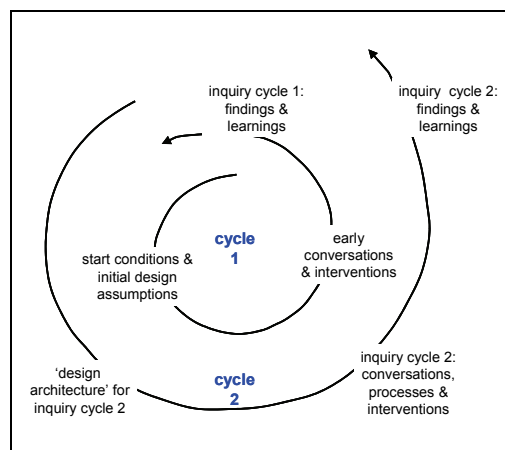 inquiry cycle 1:
findings &
learnings
inquiry  cycle 2:
findings &
learnings
cycle
1
start conditions &
initial design
assumptions
early
conversations
& interventions
‘design
architecture’ for
inquiry cycle 2
cycle
2
inquiry cycle 2:
conversations,
processes &
interventions